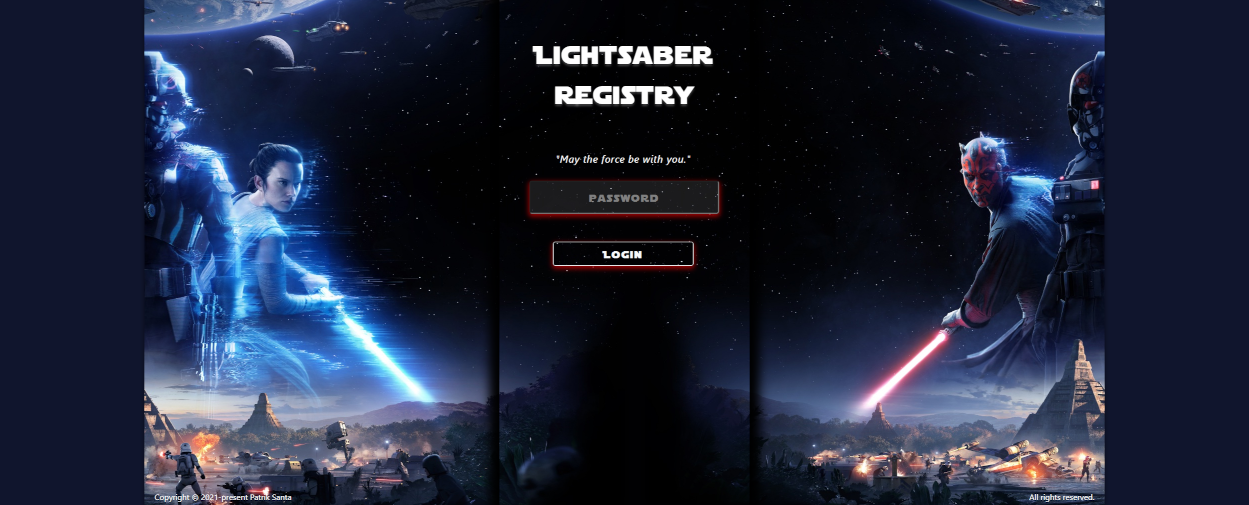 LIGHTSABER
REGISTRY
"May the force be with you."
PASSWORD
LOGIN
Copyright © 2021-present Patrik Santa
All rights reserved.